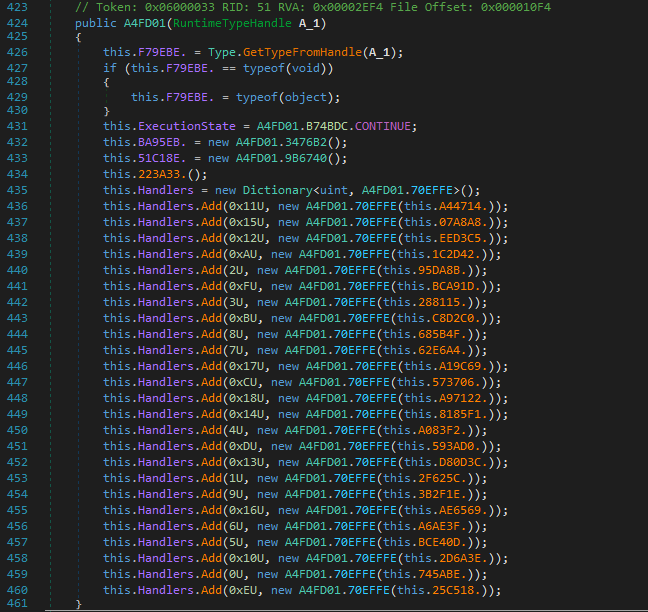 423 // Token: 0x06000033 RID: 51 RVA: 0x00002EF4 File Offset: 0x000010F4
424 public A4FD01(RuntimeTypeHandle A_1)
425 {
426 this.F79EBE. = Type.GetTypeFromHandle(A_1);
427 if (this.F79EBE. == typeof(void))
428 {
429 this.F79EBE. = typeof(object);
430 }
431 this.ExecutionState = A4FD01.B74BDC.CONTINUE;
432 this.BA95EB. = new A4FD01.3476B2();
433 this.51C18E. = new A4FD01.9B6740();
434 this.223A33.();
435 this.Handlers = new Dictionary<uint, A4FD01.70EFFE>();
436 this.Handlers.Add(0x11U, new A4FD01.70EFFE(this.A44714.));
437 this.Handlers.Add(0x15U, new A4FD01.70EFFE(this.07A8A8.));
438 this.Handlers.Add(0x12U, new A4FD01.70EFFE(this.EED3C5.));
439 this.Handlers.Add(0xAU, new A4FD01.70EFFE(this.1C2D42.));
440 this.Handlers.Add(2U, new A4FD01.70EFFE(this.95DA8B.));
441 this.Handlers.Add(0xFU, new A4FD01.70EFFE(this.BCA91D.));
442 this.Handlers.Add(3U, new A4FD01.70EFFE(this.288115.));
443 this.Handlers.Add(0xBU, new A4FD01.70EFFE(this.C8D2C0.));
444 this.Handlers.Add(8U, new A4FD01.70EFFE(this.685B4F.));
445 this.Handlers.Add(7U, new A4FD01.70EFFE(this.62E6A4.));
446 this.Handlers.Add(0x17U, new A4FD01.70EFFE(this.A19C69.));
447 this.Handlers.Add(0xCU, new A4FD01.70EFFE(this.573706.));
448 this.Handlers.Add(0x18U, new A4FD01.70EFFE(this.A97122.));
449 this.Handlers.Add(0x14U, new A4FD01.70EFFE(this.8185F1.));
450 this.Handlers.Add(4U, new A4FD01.70EFFE(this.A083F2.));
451 this.Handlers.Add(0xDU, new A4FD01.70EFFE(this.593AD0.));
452 this.Handlers.Add(0x13U, new A4FD01.70EFFE(this.D80D3C.));
453 this.Handlers.Add(1U, new A4FD01.70EFFE(this.2F625C.));
454 this.Handlers.Add(9U, new A4FD01.70EFFE(this.3B2F1E.));
455 this.Handlers.Add(0x16U, new A4FD01.70EFFE(this.AE6569.));
456 this.Handlers.Add(6U, new A4FD01.70EFFE(this.A6AE3F.));
457 this.Handlers.Add(5U, new A4FD01.70EFFE(this.BCE40D.));
458 this.Handlers.Add(0x10U, new A4FD01.70EFFE(this.2D6A3E.));
459 this.Handlers.Add(0U, new A4FD01.70EFFE(this.745ABE.));
460 this.Handlers.Add(0xEU, new A4FD01.70EFFE(this.25C518.));
461 }